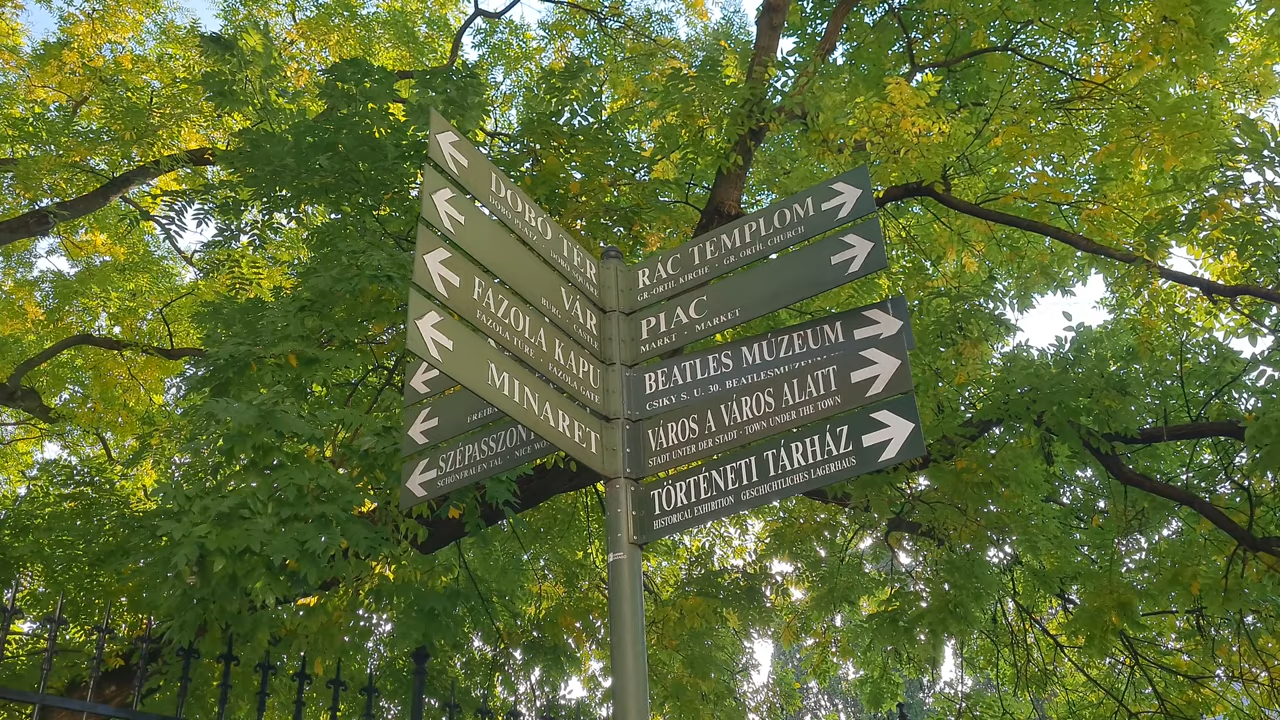 DOBÓ TÉR
DOBÓ PLATZ · DOBÓ SQUARE
VÁR
BURG · CASTLE
FAZOLA KAPU
FAZOLA TÜRE · FAZOLA GATE
MINARET
FREIBA
SZÉPASSZONY
SCHÖNFRAUEN TAL · NICE WO
RÁC TEMPLOM
GR.-ORTH. KIRCHE · GR. ORTH. CHURCH
PIAC
MARKT · MARKET
BEATLES MÚZEUM
CSIKY S. U. 30. BEATLESMUZEUM
VÁROS A VÁROS ALATT
STADT UNTER DER STADT · TOWN UNDER THE TOWN
TÖRTÉNETI TÁRHÁZ
HISTORICAL EXHIBITION GESCHICHTLICHES LAGERHAUS